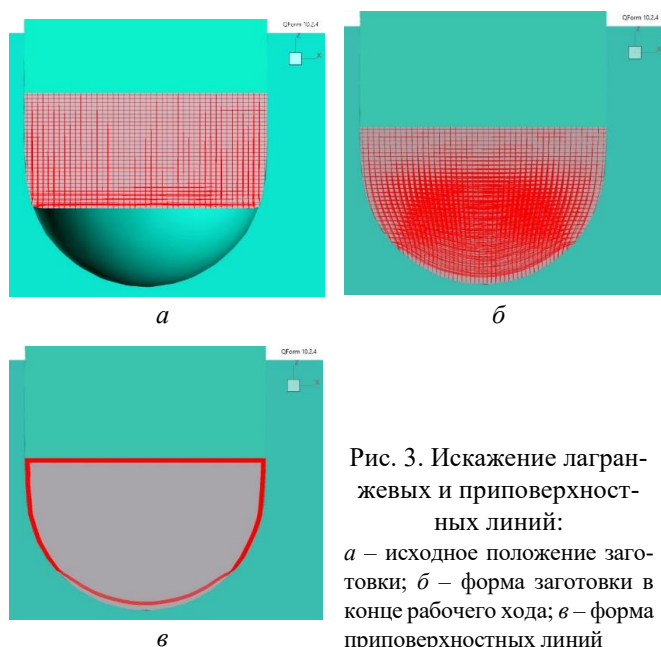 QForm 10.2.4
Z
X
QForm 10.2.4
Z
X
а
б
QForm 10.2.4
Z
X
в
Рис. 3. Искажение лагран-
жевых и приповерхност-
ных линий:
а – исходное положение заго-
товки; б – форма заготовки в
конце рабочего хода; в – форма
приповерхностных линий